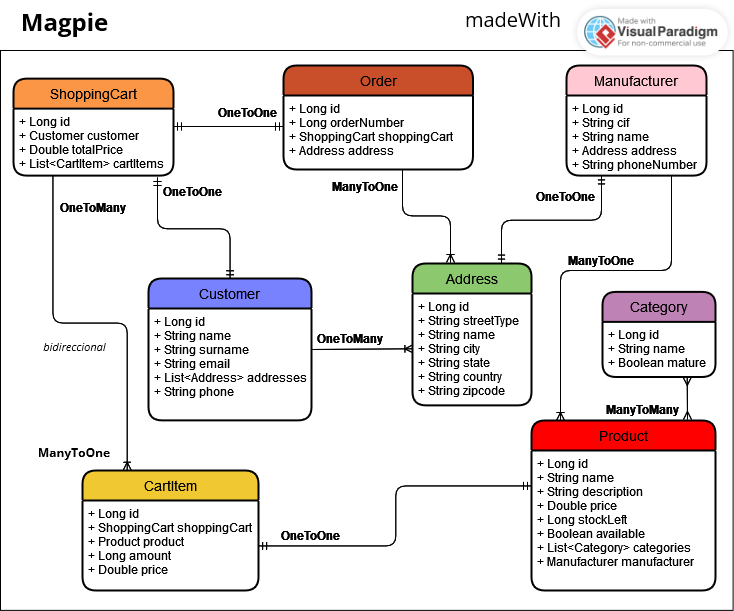 Magpie
madeWith
Made with
Visual Paradigm
For non-commercial use
ShoppingCart
+ Long id
+ Customer customer
+ Double totalPrice
+ List<CartItem> cartItems
OneToOne
Order
+ Long id
+ Long orderNumber
+ ShoppingCart shoppingCart
+ Address address
Manufacturer
+ Long id
+ String cif
+ String name
+ Address address
+ String phoneNumber
OneToMany
OneToOne
ManyToOne
OneToOne
ManyToOne
Customer
+ Long id
+ String name
+ String surname
+ String email
+ List<Address> addresses
+ String phone
OneToMany
Address
+ Long id
+ String streetType
+ String name
+ String city
+ String state
+ String country
+ String zipcode
Category
+ Long id
+ String name
+ Boolean mature
bidireccional
ManyToMany
ManyToOne
CartItem
+ Long id
+ ShoppingCart shoppingCart
+ Product product
+ Long amount
+ Double price
OneToOne
Product
+ Long id
+ String name
+ String description
+ Double price
+ Long stockLeft
+ Boolean available
+ List<Category> categories
+ Manufacturer manufacturer